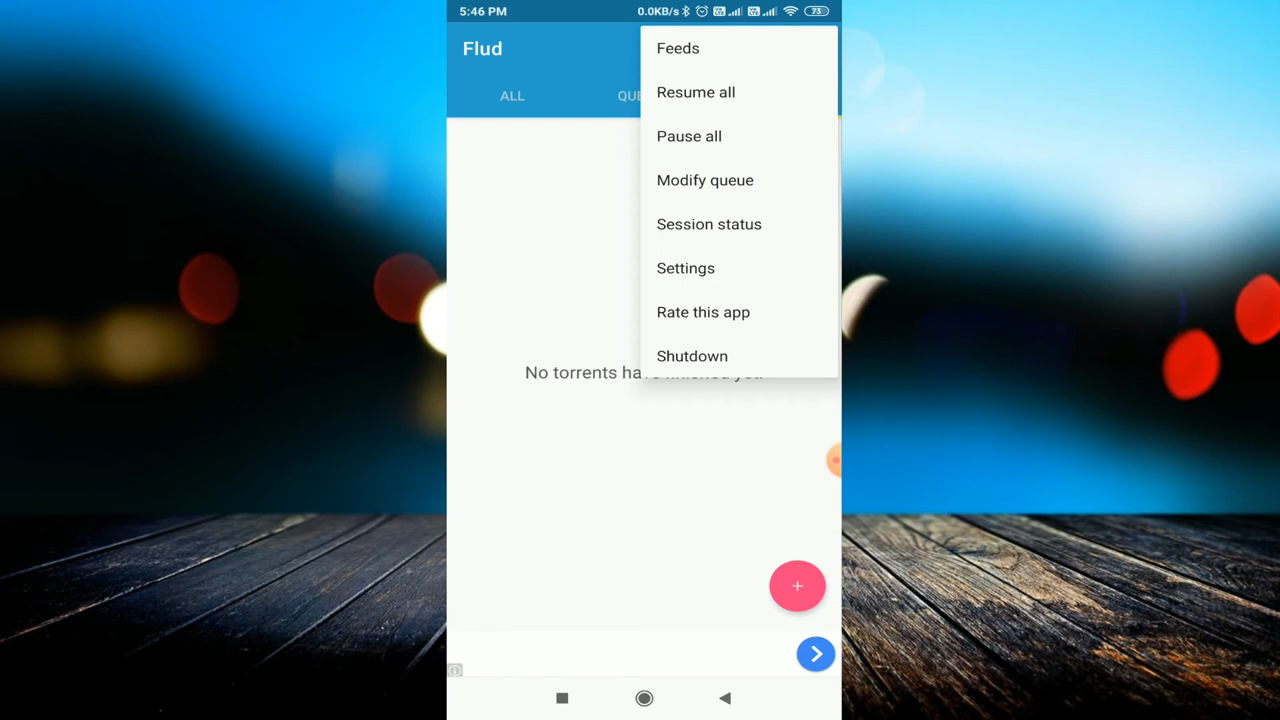 5:46 PM
0.0KB/s
73
Flud
ALL
Feeds
Resume all
Pause all
Modify queue
Session status
Settings
Rate this app
Shutdown
No torrents